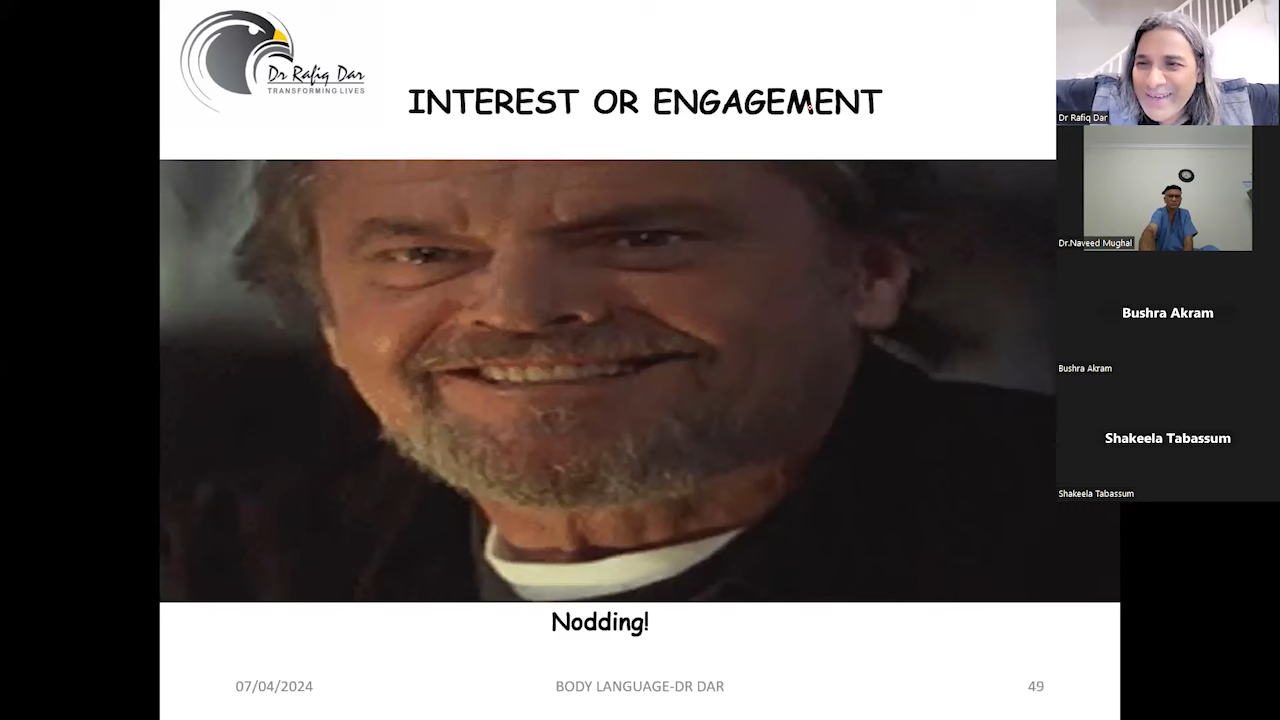 Dr Rafiq Dar
TRANSFORMING LIVES
INTEREST OR ENGAGEMENT
Nodding!
07/04/2024
BODY LANGUAGE-DR DAR
49
Dr Rafiq Dar
Dr.Naveed Mughal
Bushra Akram
Bushra Akram
Shakeela Tabassum
Shakeela Tabassum